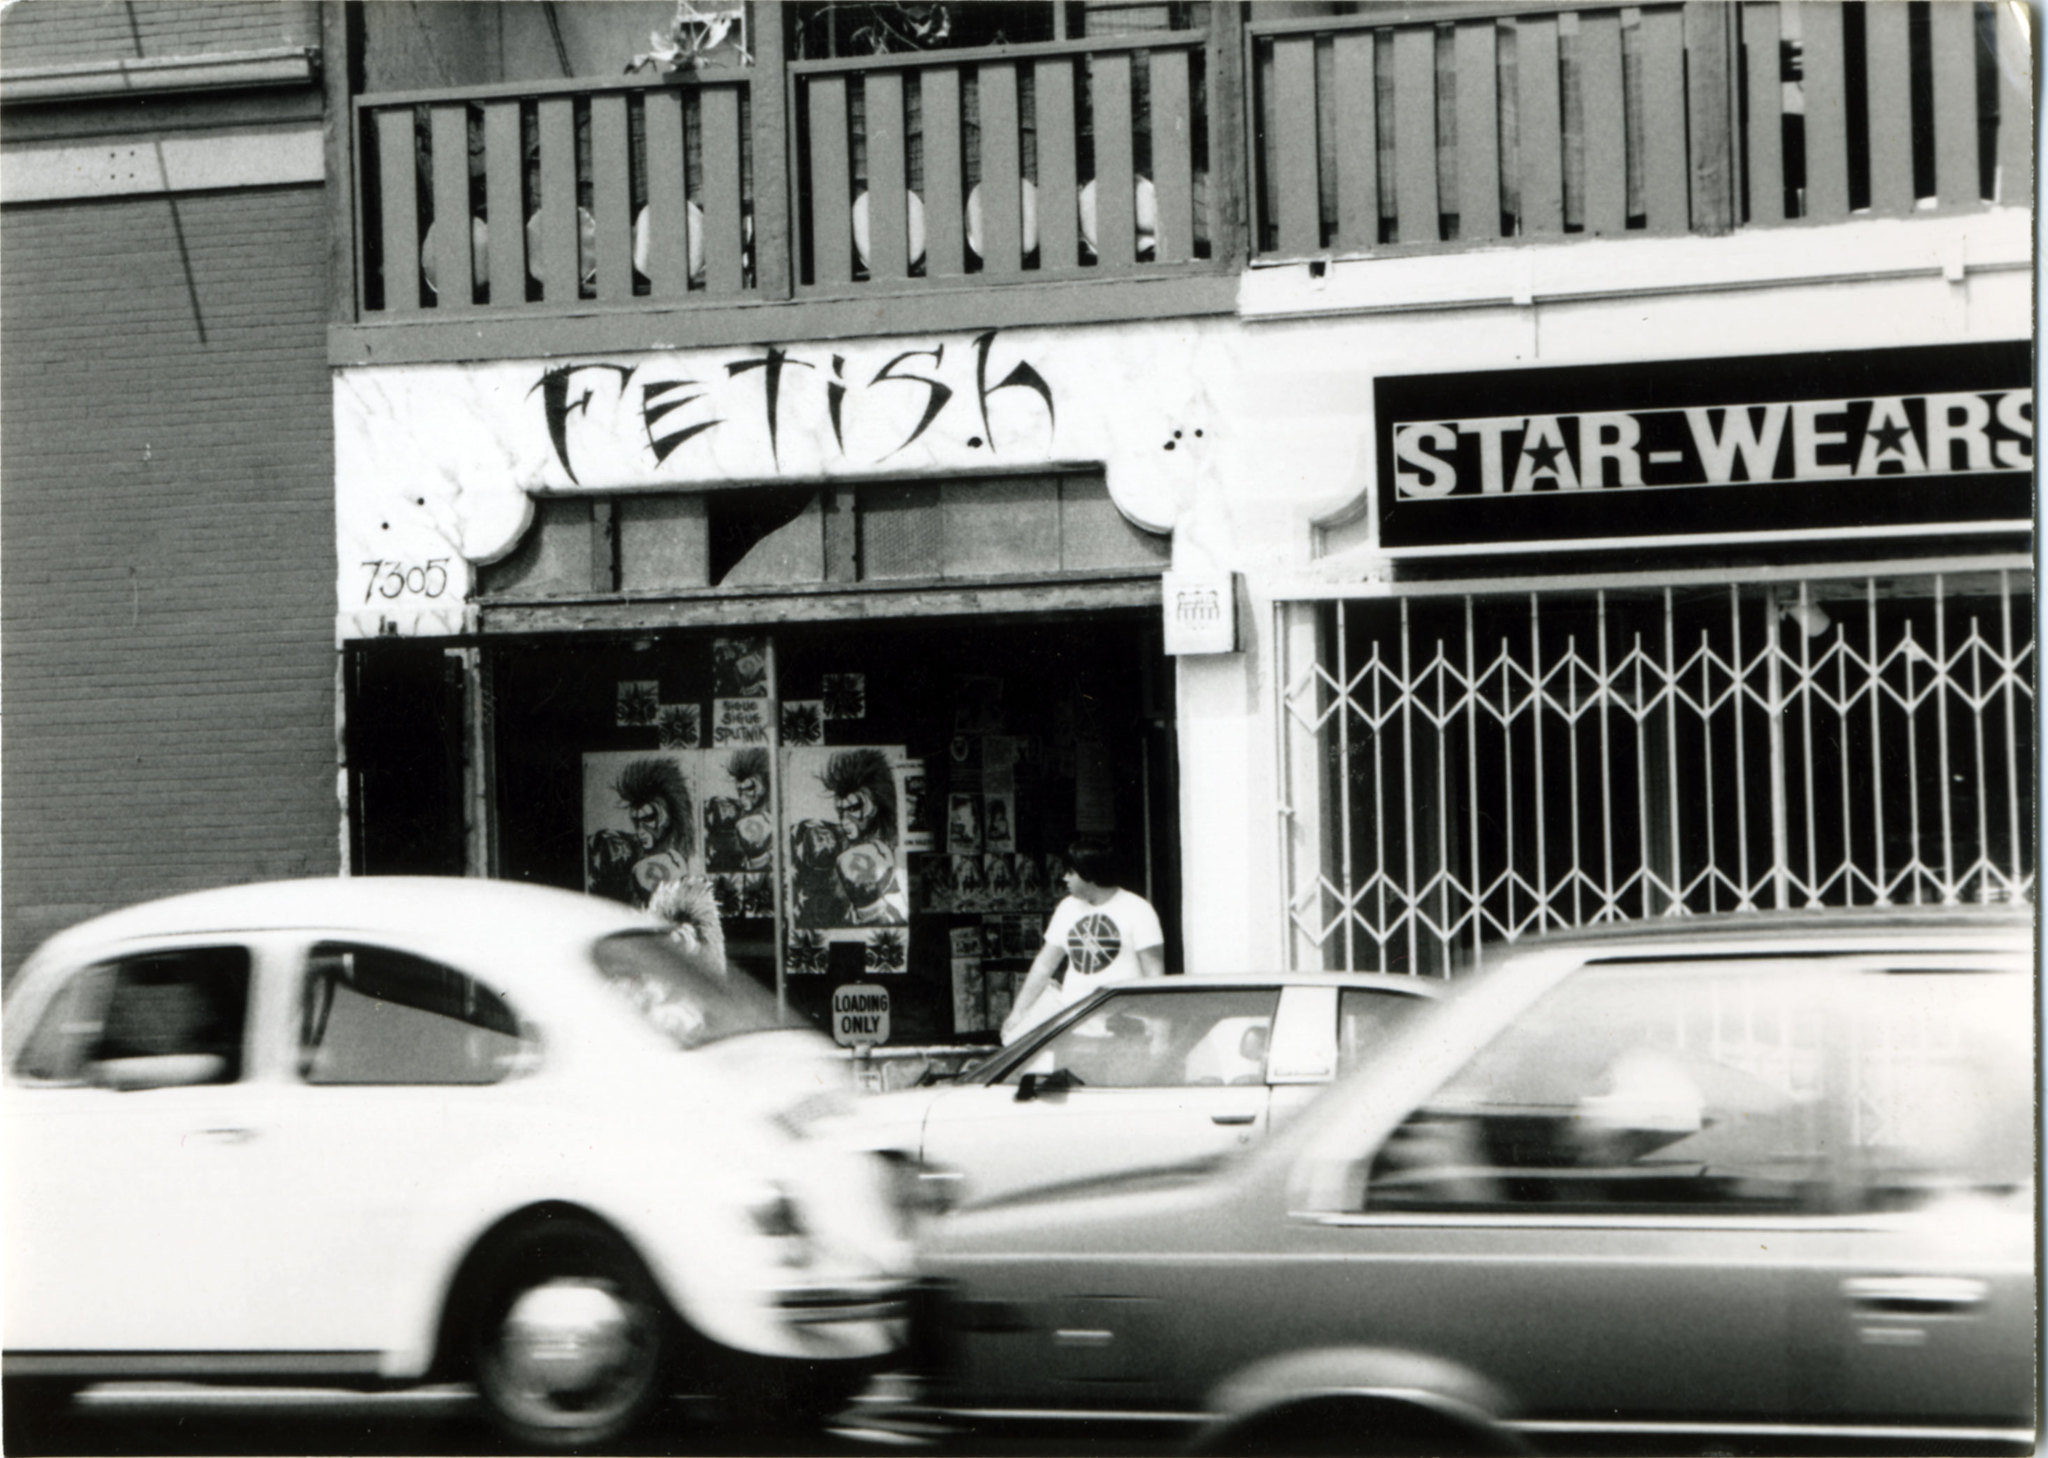 FETiSh
STAR-WEARS
7305
SIGUE
SIGUE
SPUTNIK
LOADING
ONLY